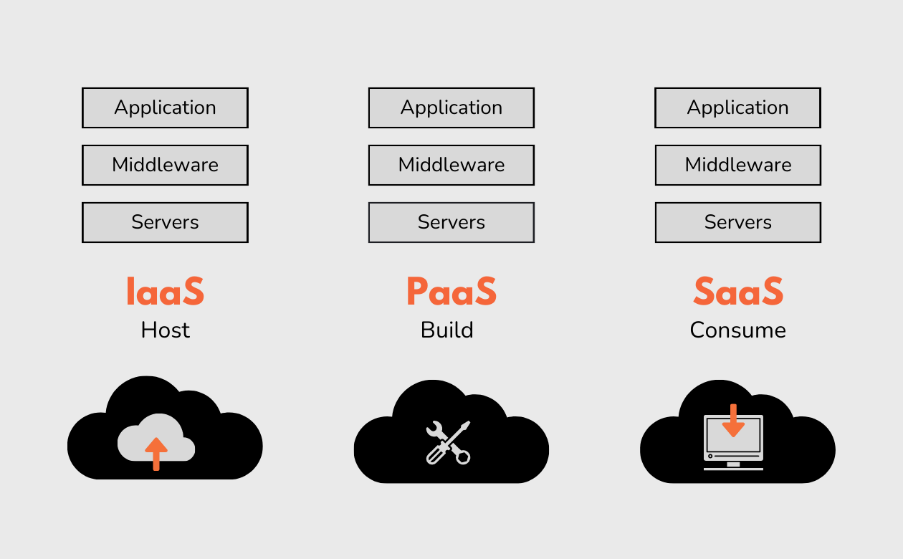 Application
Middleware
Servers
IaaS
Host
Application
Middleware
Servers
PaaS
Build
Application
Middleware
Servers
SaaS
Consume